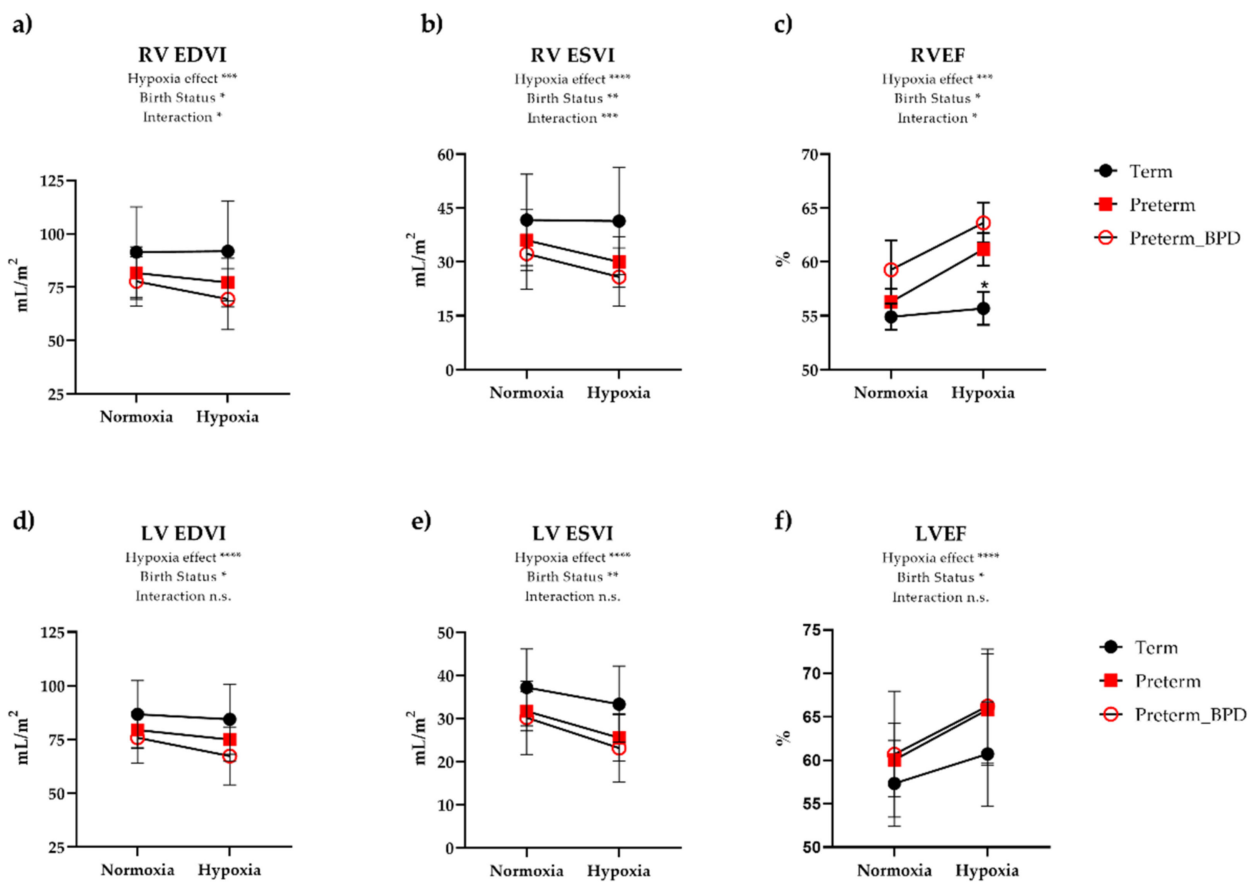 a)
RV EDVI
Hypoxia effect ***
Birth Status *
Interaction *
mL/m²
125
100
75
50
25
Normoxia Hypoxia
b)
RV ESVI
Hypoxia effect ****
Birth Status **
Interaction ***
mL/m²
60
45
30
15
0
Normoxia Hypoxia
c)
RVEF
Hypoxia effect ***
Birth Status *
Interaction *
%
70
65
60
55
50
*
Normoxia Hypoxia
Term
Preterm
Preterm_BPD
d)
LV EDVI
Hypoxia effect ****
Birth Status *
Interaction n.s.
mL/m²
125
100
75
50
25
Normoxia Hypoxia
e)
LV ESVI
Hypoxia effect ****
Birth Status **
Interaction n.s.
mL/m²
50
40
30
20
10
0
Normoxia Hypoxia
f)
LVEF
Hypoxia effect ****
Birth Status *
Interaction n.s.
%
75
70
65
60
55
50
Normoxia Hypoxia
Term
Preterm
Preterm_BPD